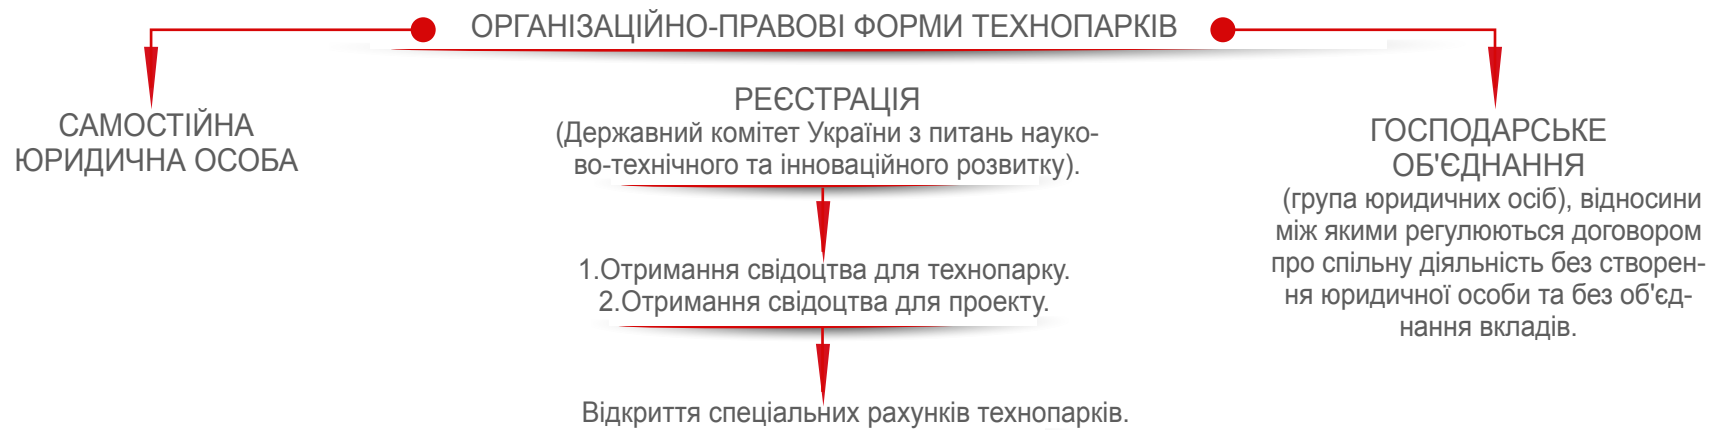 ОРГАНІЗАЦІЙНО-ПРАВОВІ ФОРМИ ТЕХНОПАРКІВ
САМОСТІЙНА
ЮРИДИЧНА ОСОБА
РЕЄСТРАЦІЯ
(Державний комітет України з питань науко-
во-технічного та інноваційного розвитку).
1.Отримання свідоцтва для технопарку.
2.Отримання свідоцтва для проекту.
Відкриття спеціальних рахунків технопарків.
ГОСПОДАРСЬКЕ
ОБ'ЄДНАННЯ
(група юридичних осіб), відносини
між якими регулюються договором
про спільну діяльність без створен-
ня юридичної особи та без об'єд-
нання вкладів.